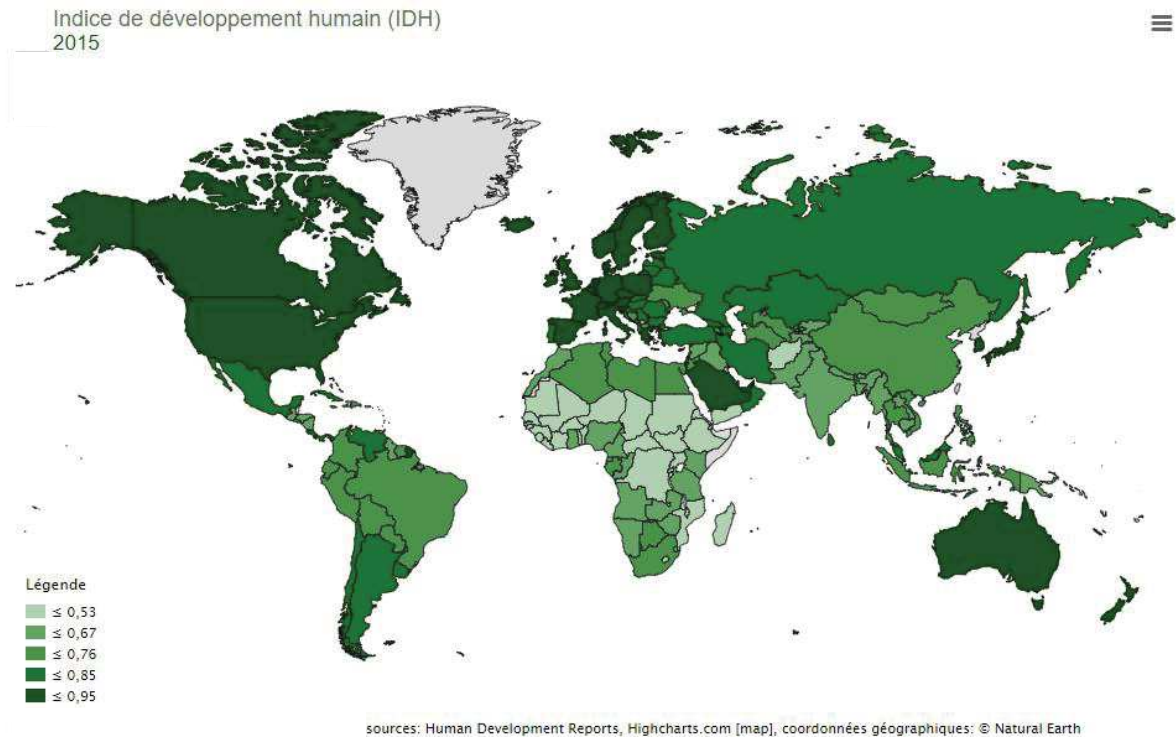 Indice de développement humain (IDH)
2015
Légende
≤ 0,53
≤ 0,67
≤ 0,76
≤ 0,85
≤ 0,95
sources: Human Development Reports, Highcharts.com [map], coordonnées géographiques: © Natural Earth